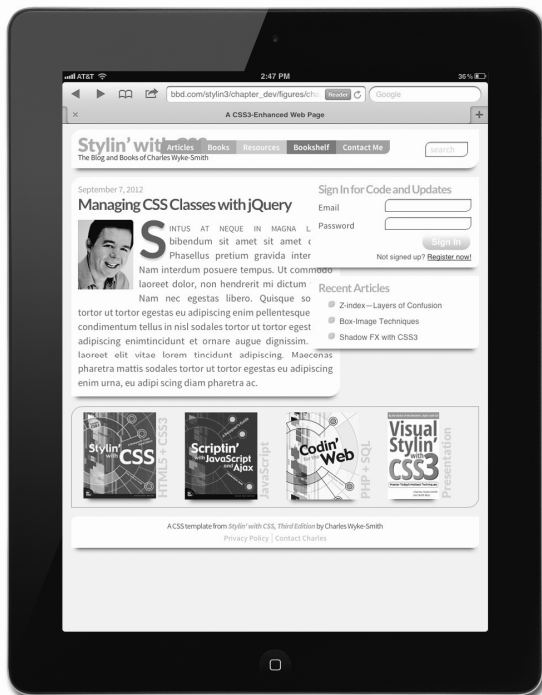 AT&T 2:47 PM 36%
bbd.com/stylin3/chapter_dev/figures/cha Reader Google
A CSS3-Enhanced Web Page
Stylin' with CSS
Articles Books Resources Bookshelf Contact Me
search
The Blog and Books of Charles Wyke-Smith
September 7, 2012
Managing CSS Classes with jQuery
SINTUS AT NEQUE IN MAGNA L
bibendum sit amet sit amet
Phasellus pretium gravida inter
Nam interdum posuere tempus. Ut commodo
laoreet dolor, non hendrerit mi dictum
Nam nec egestas libero. Quisque so
tortor ut tortor egestas eu adipiscing enim pellentesque
condimentum tellus in nisl sodales tortor ut tortor egest
adipiscing enimtincidunt et ornare augue dignissim.
laoreet elit vitae lorem tincidunt adipiscing. Maecenas
pharetra mattis sodales tortor ut tortor egestas eu adipiscing
enim urna, eu adipi scing diam pharetra ac.
Sign In for Code and Updates
Email
Password
Sign In
Not signed up? Register now!
Recent Articles
Z-index—Layers of Confusion
Box-Image Techniques
Shadow FX with CSS3
Stylin' with CSS
HTML5 + CSS3
Scriptin' with JavaScript and Ajax
JavaScript
Codin' for the Web
PHP + SQL
Visual Stylin' with CSS3
Presentation
A CSS template from Stylin' with CSS, Third Edition by Charles Wyke-Smith
Privacy Policy | Contact Charles